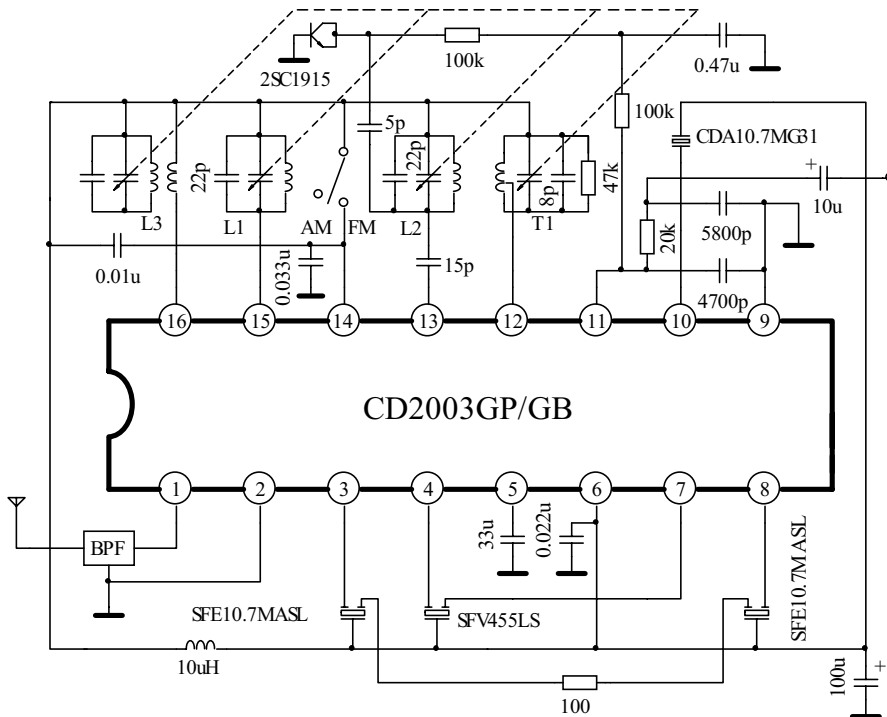 2SC1915
100k
0.47u
100k
CDA10.7MG31
5p
22p
22p
8p
47k
+
10u
L3
L1
AM
FM
L2
T1
20k
5800p
0.01u
0.033u
15p
4700p
16
15
14
13
12
11
10
9
CD2003GP/GB
1
2
3
4
5
6
7
8
BPF
33u
0.022u
SFE10.7MASL
SFV455LS
SFE10.7MASL
10uH
100
100u
+